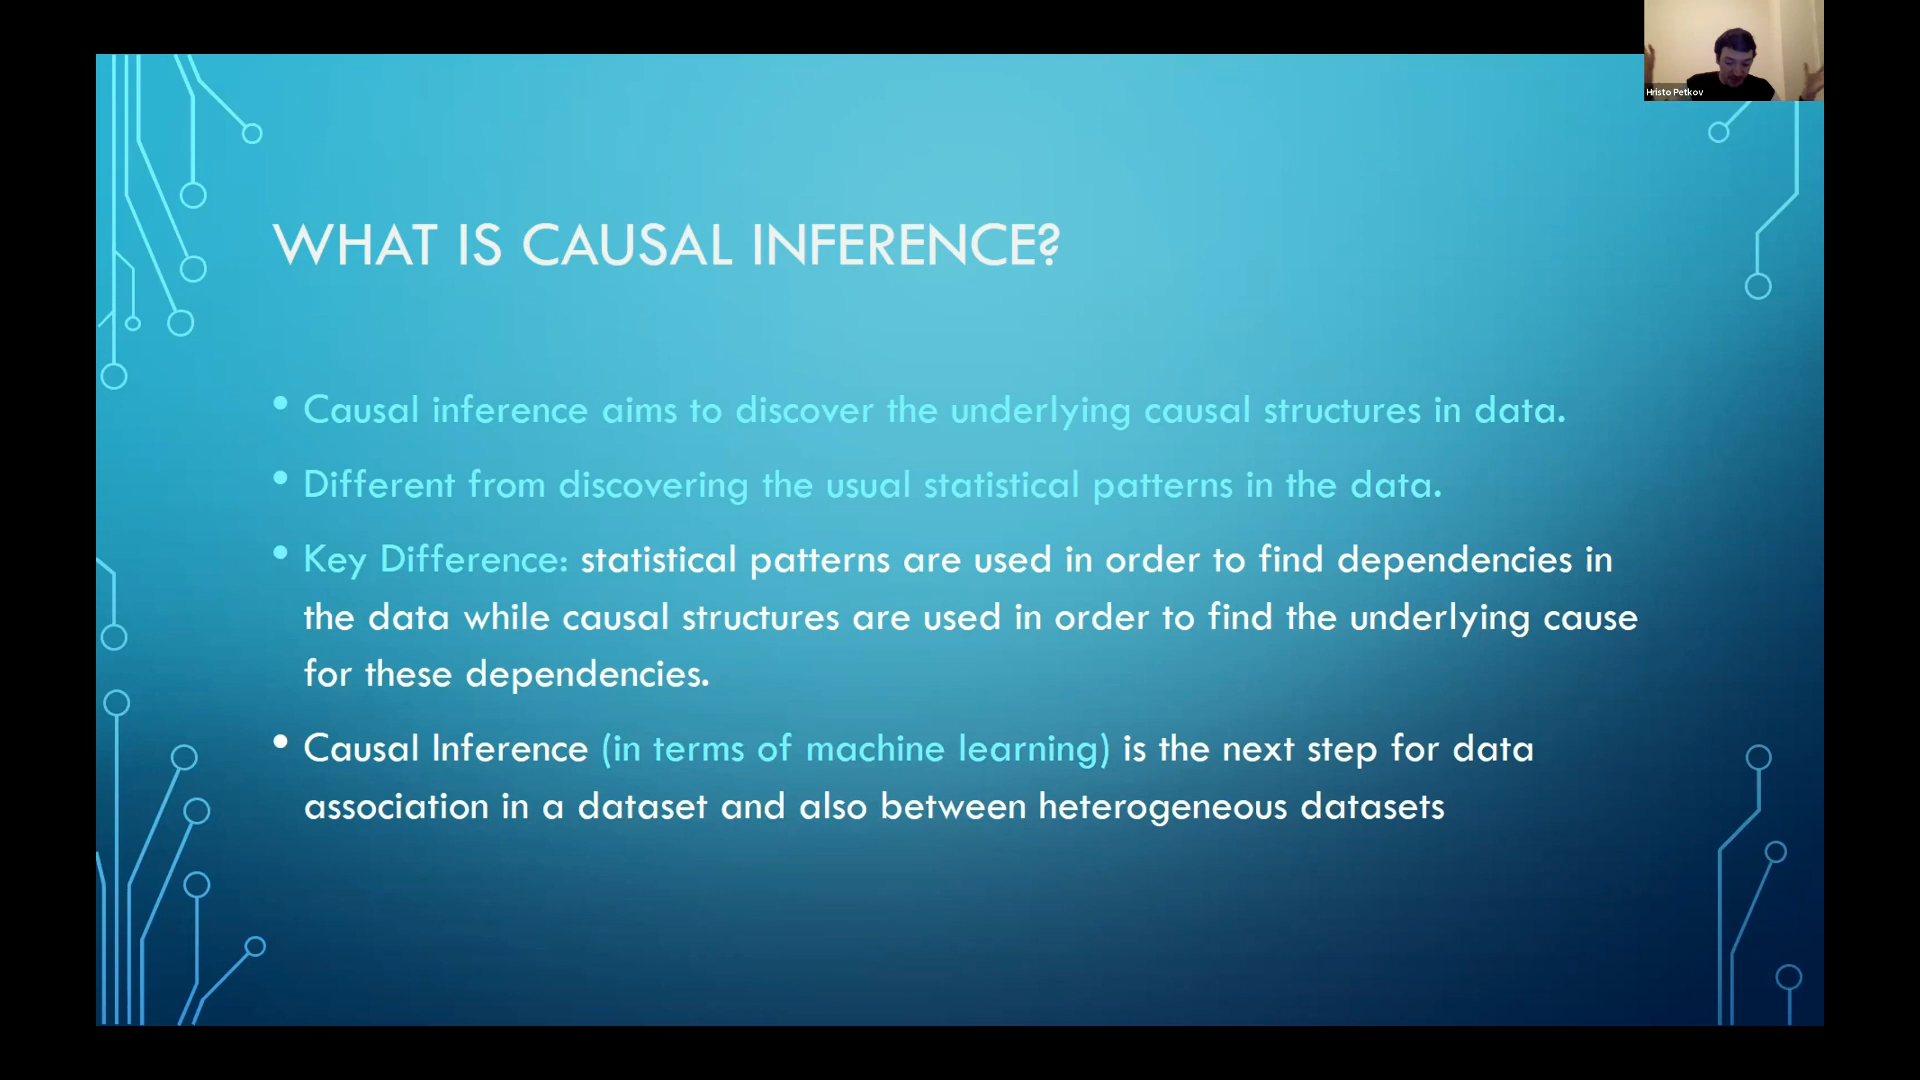 Hristo Petkov
WHAT IS CAUSAL INFERENCE?
• Causal inference aims to discover the underlying causal structures in data.
• Different from discovering the usual statistical patterns in the data.
• Key Difference: statistical patterns are used in order to find dependencies in
the data while causal structures are used in order to find the underlying cause
for these dependencies.
• Causal Inference (in terms of machine learning) is the next step for data
association in a dataset and also between heterogeneous datasets